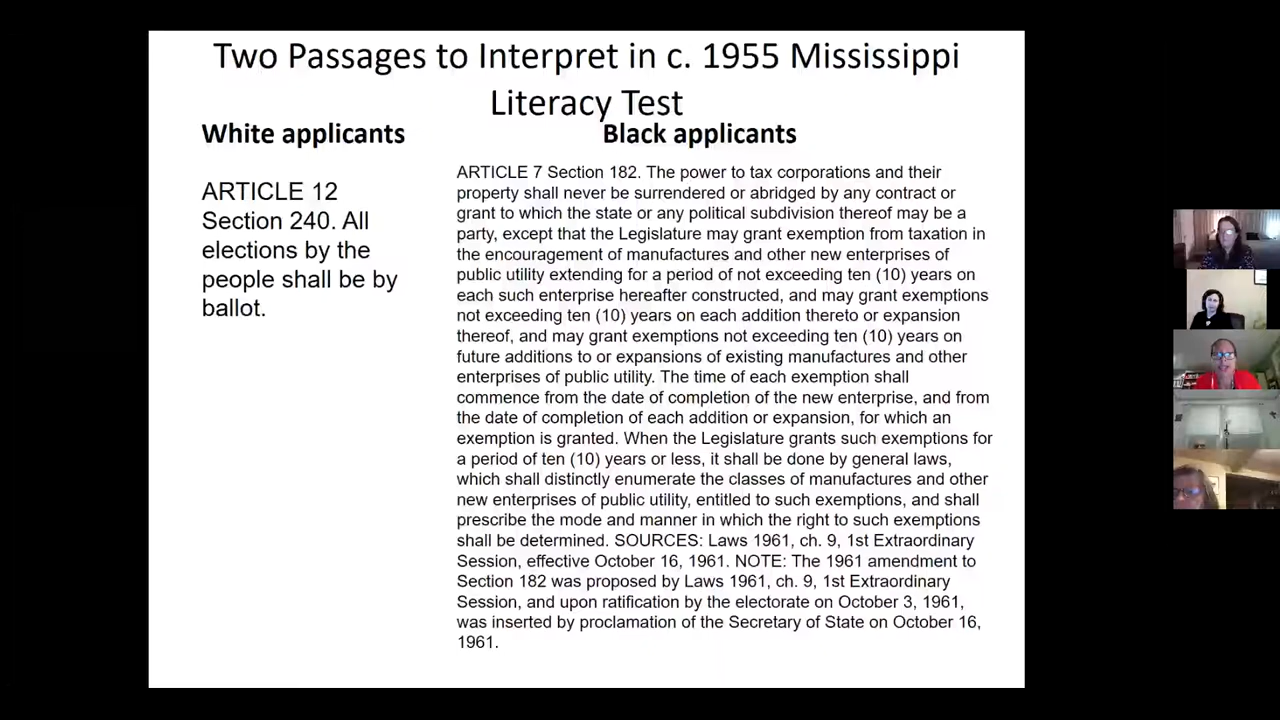 Two Passages to Interpret in c. 1955 Mississippi
Literacy Test
White applicants
ARTICLE 12
Section 240. All
elections by the
people shall be by
ballot.
Black applicants
ARTICLE 7 Section 182. The power to tax corporations and their
property shall never be surrendered or abridged by any contract or
grant to which the state or any political subdivision thereof may be a
party, except that the Legislature may grant exemption from taxation in
the encouragement of manufactures and other new enterprises of
public utility extending for a period of not exceeding ten (10) years on
each such enterprise hereafter constructed, and may grant exemptions
not exceeding ten (10) years on each addition thereto or expansion
thereof, and may grant exemptions not exceeding ten (10) years on
future additions to or expansions of existing manufactures and other
enterprises of public utility. The time of each exemption shall
commence from the date of completion of the new enterprise, and from
the date of completion of each addition or expansion, for which an
exemption is granted. When the Legislature grants such exemptions for
a period of ten (10) years or less, it shall be done by general laws,
which shall distinctly enumerate the classes of manufactures and other
new enterprises of public utility, entitled to such exemptions, and shall
prescribe the mode and manner in which the right to such exemptions
shall be determined. SOURCES: Laws 1961, ch. 9, 1st Extraordinary
Session, effective October 16, 1961. NOTE: The 1961 amendment to
Section 182 was proposed by Laws 1961, ch. 9, 1st Extraordinary
Session, and upon ratification by the electorate on October 3, 1961,
was inserted by proclamation of the Secretary of State on October 16,
1961.